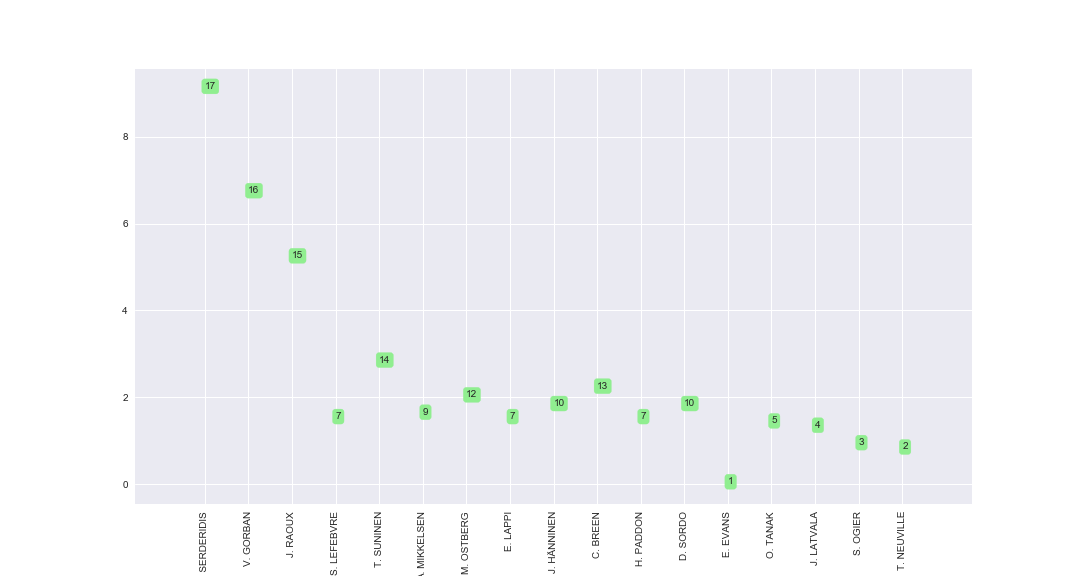 17
8
16
6
15
4
14
13
12
2
10
10
9
7
7
7
5
4
3
2
1
0
SERDERIDIS
V. GORBAN
J. RAOUX
S. LEFEBVRE
T. SUNINEN
MIKKELSEN
M. OSTBERG
E. LAPPI
J. HANNINEN
C. BREEN
H. PADDON
D. SORDO
E. EVANS
O. TANAK
J. LATVALA
S. OGIER
T. NEUVILLE